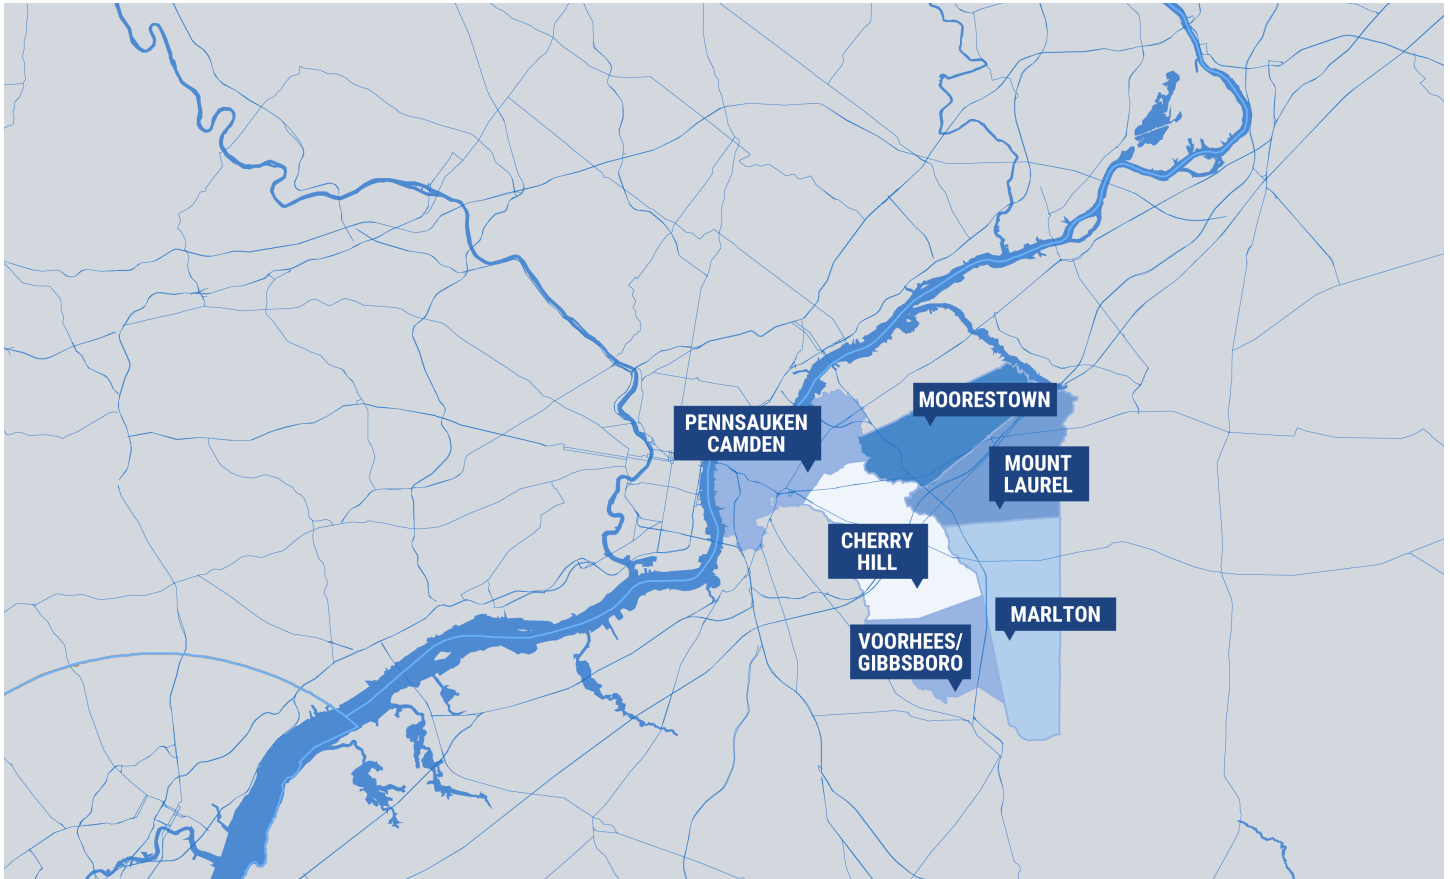 MOORESTOWN
PENNSAUKEN
CAMDEN
MOUNT
LAUREL
CHERRY
HILL
MARLTON
VOORHEES/
GIBBSBORO